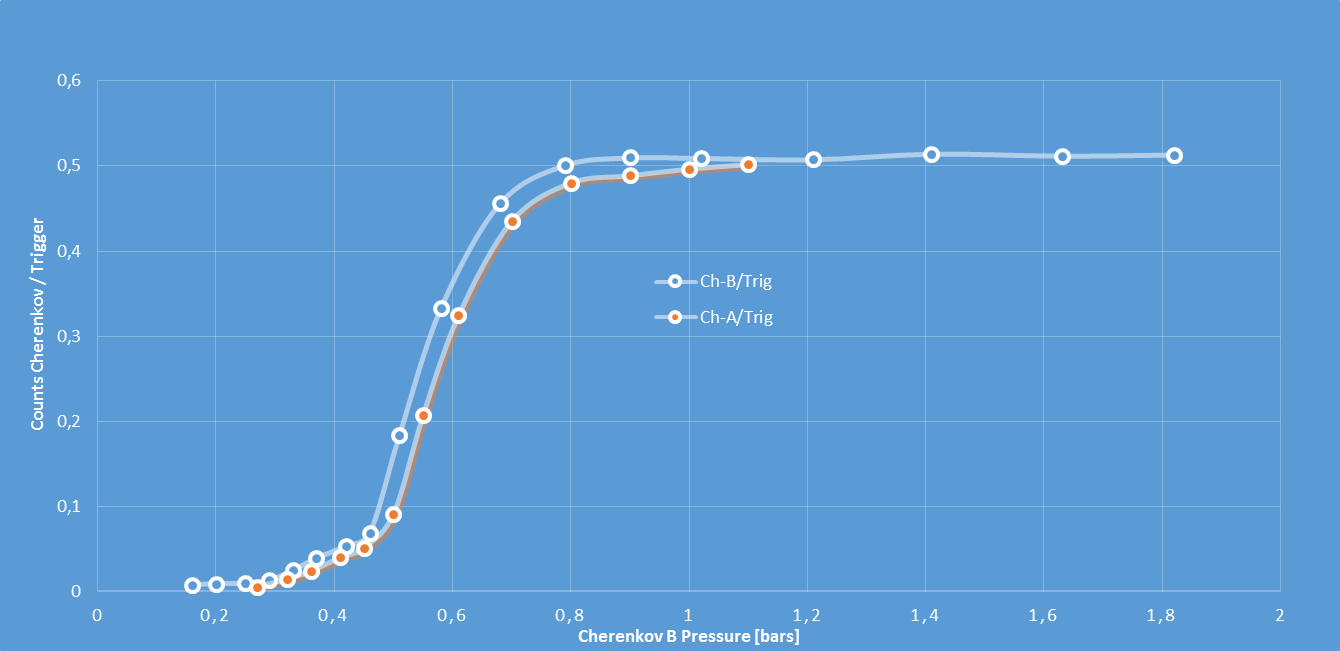 0,6
0,5
0,4
0,3
0,2
0,1
0
Counts Cherenkov / Trigger
Ch-B/Trig
Ch-A/Trig
0 0,2 0,4 0,6 0,8 1 1,2 1,4 1,6 1,8 2
Cherenkov B Pressure [bars]